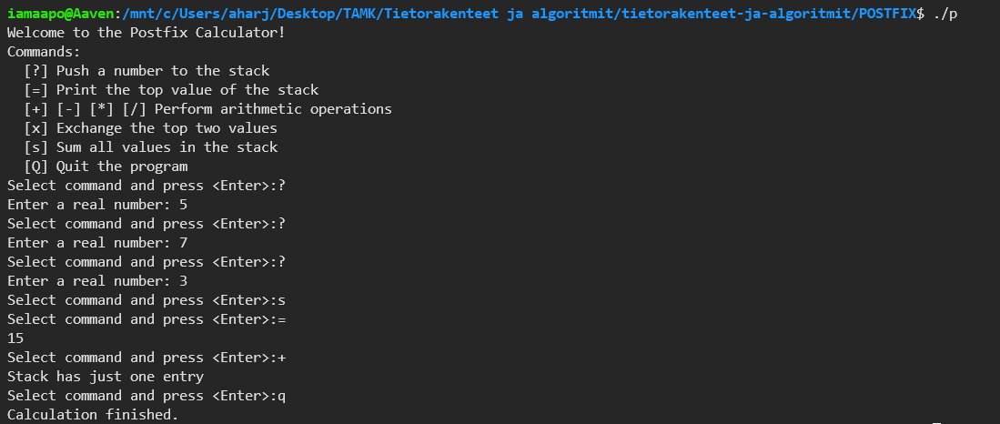 iamaapo@Aaven:/mnt/c/Users/aharj/Desktop/TAMK/Tietorakenteet ja algoritmit/tietorakenteet-ja-algoritmit/POSTFIX$ ./p
Welcome to the Postfix Calculator!
Commands:
  [?] Push a number to the stack
  [=] Print the top value of the stack
  [+] [-] [*] [/] Perform arithmetic operations
  [x] Exchange the top two values
  [s] Sum all values in the stack
  [Q] Quit the program
Select command and press <Enter>:?
Enter a real number: 5
Select command and press <Enter>:?
Enter a real number: 7
Select command and press <Enter>:?
Enter a real number: 3
Select command and press <Enter>:s
Select command and press <Enter>:=
15
Select command and press <Enter>:+
Stack has just one entry
Select command and press <Enter>:q
Calculation finished.